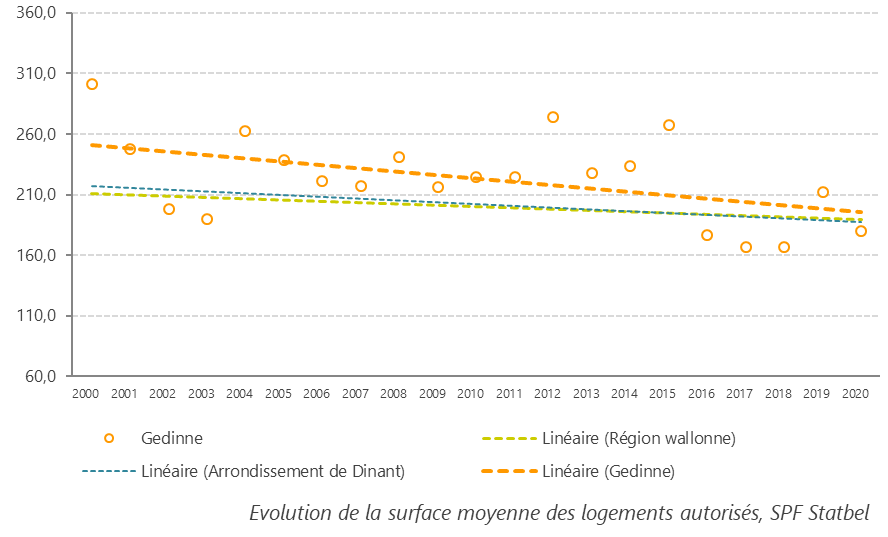 360,0
310,0
260,0
210,0
160,0
110,0
60,0
2000 2001 2002 2003 2004 2005 2006 2007 2008 2009 2010 2011 2012 2013 2014 2015 2016 2017 2018 2019 2020
Gedinne Linéaire (Région wallonne)
Linéaire (Arrondissement de Dinant) Linéaire (Gedinne)
Evolution de la surface moyenne des logements autorisés, SPF Statbel